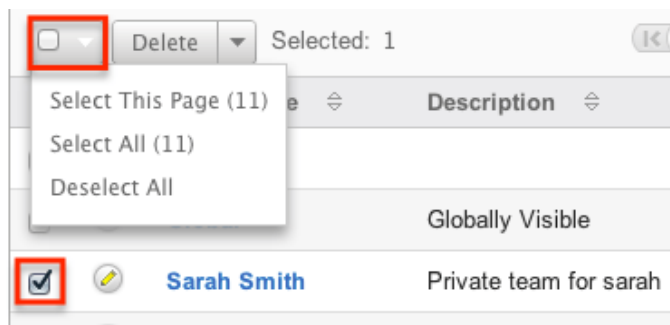 Delete Selected: 1
Select This Page (11)
Select All (11)
Deselect All
Description
Globally Visible
Sarah Smith Private team for sarah